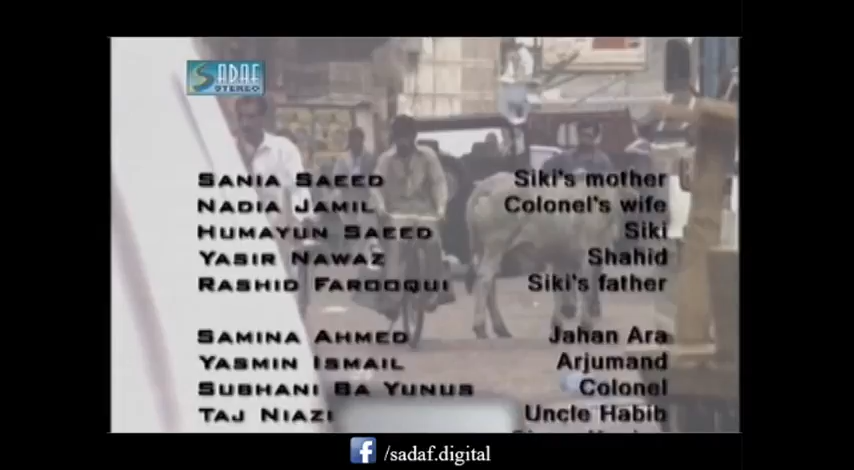 SADAF
STEREO
SANIA SAEED Siki's mother
NADIA JAMIL Colonel's wife
HUMAYUN SAEED Siki
YASIR NAWAZ Shahid
RASHID FAROOQUI Siki's father
SAMINA AHMED Jahan Ara
YASMIN ISMAIL Arjumand
SUBHANI BA YUNUS Colonel
TAJ NIAZI Uncle Habib
/sadaf.digital